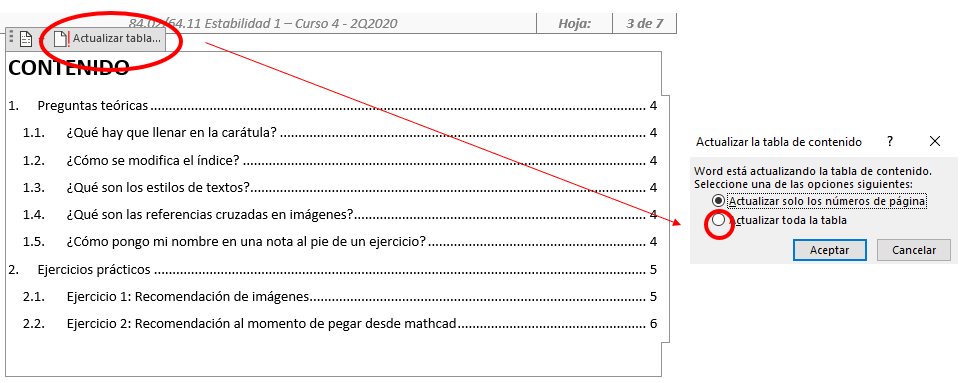 84.02/64.11 Estabilidad 1 – Curso 4 - 2Q2020 Hoja: 3 de 7
Actualizar tabla...
CONTENIDO
1. Preguntas teóricas 4
1.1. ¿Qué hay que llenar en la carátula? 4
1.2. ¿Cómo se modifica el índice? 4
1.3. ¿Qué son los estilos de textos? 4
1.4. ¿Qué son las referencias cruzadas en imágenes? 4
1.5. ¿Cómo pongo mi nombre en una nota al pie de un ejercicio? 4
2. Ejercicios prácticos 5
2.1. Ejercicio 1: Recomendación de imágenes 5
2.2. Ejercicio 2: Recomendación al momento de pegar desde mathcad 6
Actualizar la tabla de contenido ? ×
Word está actualizando la tabla de contenido.
Seleccione una de las opciones siguientes:
Actualizar solo los números de página
Actualizar toda la tabla
Aceptar Cancelar